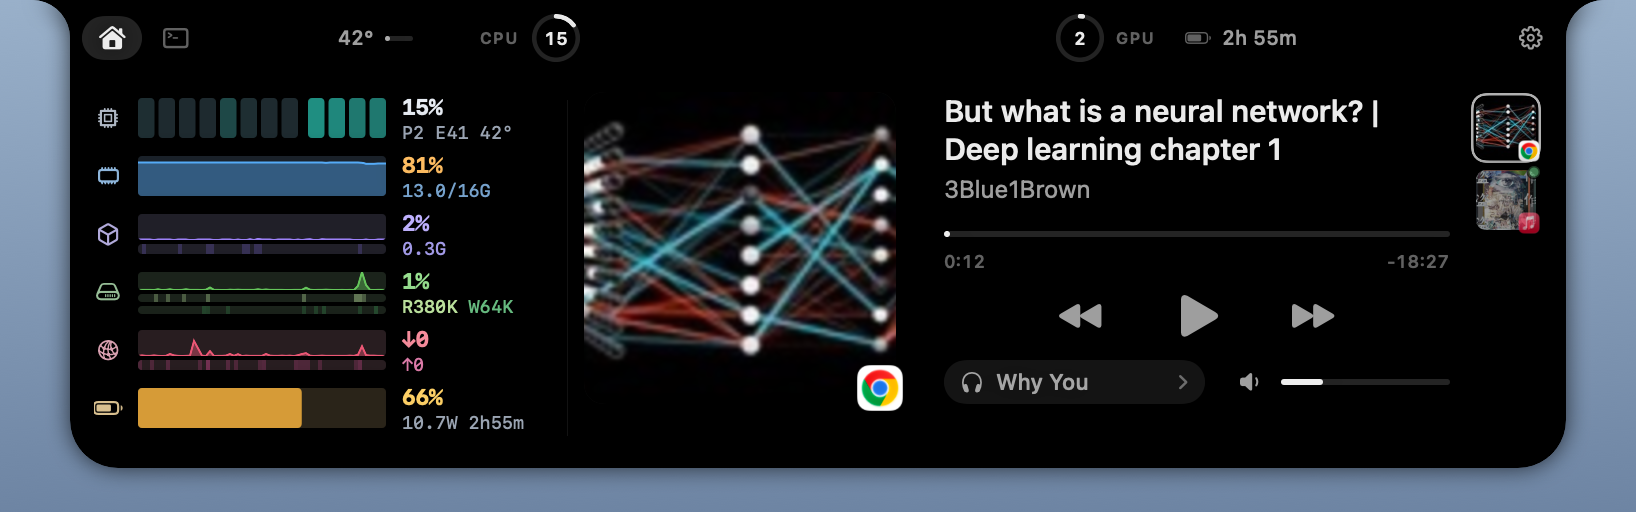 42°
CPU
15
2
GPU
2h 55m
15%
P2 E41 42°
81%
13.0/16G
2%
0.3G
1%
R380K W64K
↓0
↑0
66%
10.7W 2h55m
But what is a neural network? |
Deep learning chapter 1
3Blue1Brown
0:12
-18:27
Why You